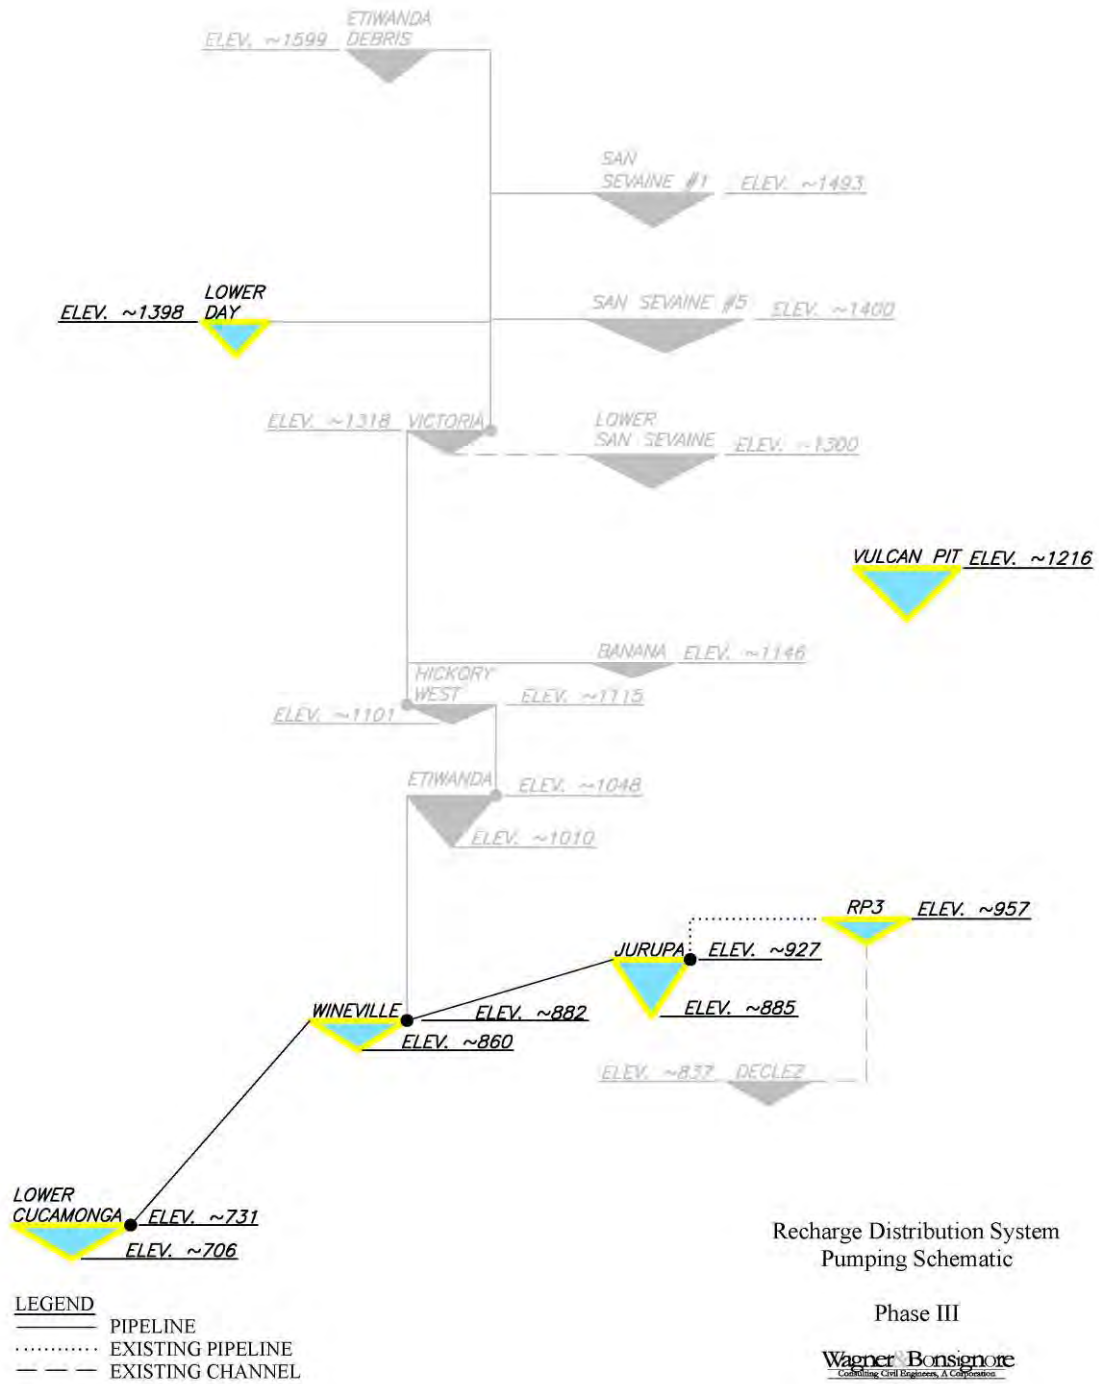 ETIWANDA
DEBRIS
ELEV. ~1599
SAN
SEVAINE #1 ELEV. ~1493
LOWER
DAY
ELEV. ~1398
SAN SEVAINE #5 ELEV. ~1400
ELEV. ~1318 VICTORIA
LOWER
SAN SEVAINE ELEV. ~1300
VULCAN PIT ELEV. ~1216
BANANA ELEV. ~1146
HICKORY
WEST ELEV. ~1115
ELEV. ~1101
ETIWANDA ELEV. ~1048
ELEV. ~1010
RP3 ELEV. ~957
JURUPA ELEV. ~927
ELEV. ~885
WINEVILLE ELEV. ~882
ELEV. ~860
ELEV. ~837 DECLEZ
LOWER
CUCAMONGA ELEV. ~731
ELEV. ~706
LEGEND
PIPELINE
EXISTING PIPELINE
EXISTING CHANNEL
Recharge Distribution System
Pumping Schematic
Phase III
Wagner&Bonsignore
Consulting Civil Engineers, A Corporation